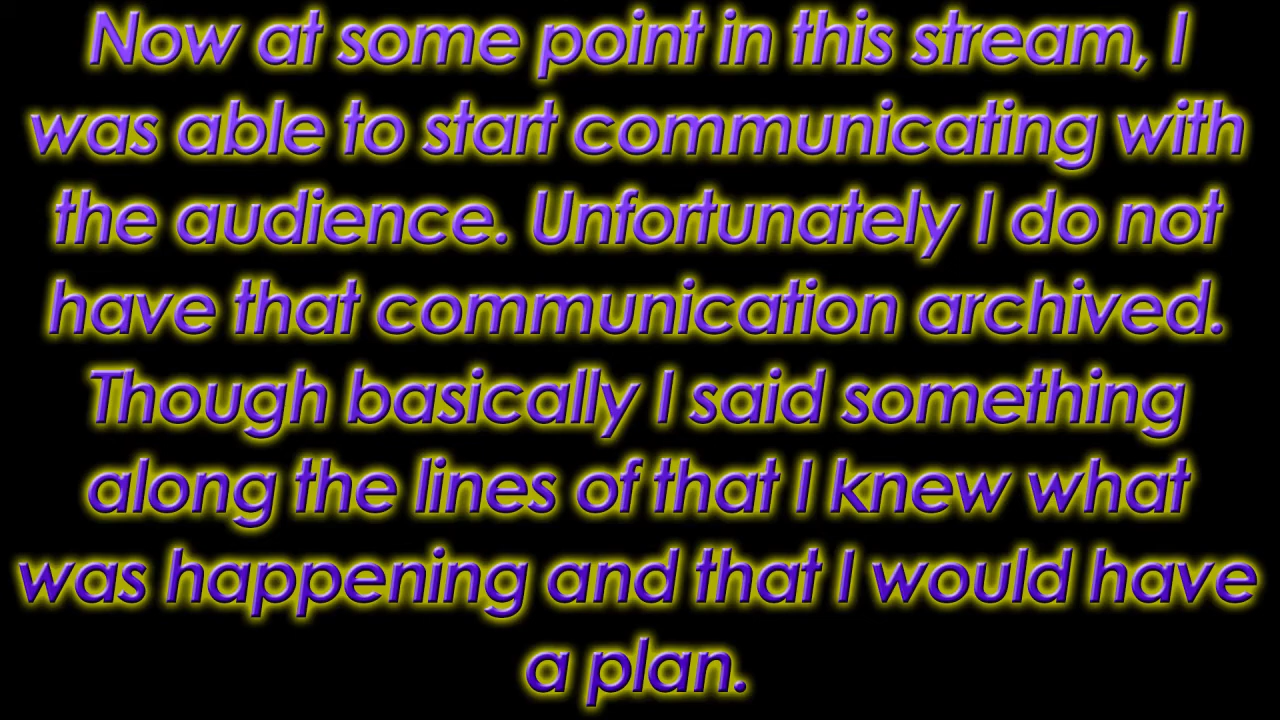 Now at some point in this stream, I
was able to start communicating with
the audience. Unfortunately I do not
have that communication archived.
Though basically I said something
along the lines of that I knew what
was happening and that I would have
a plan.